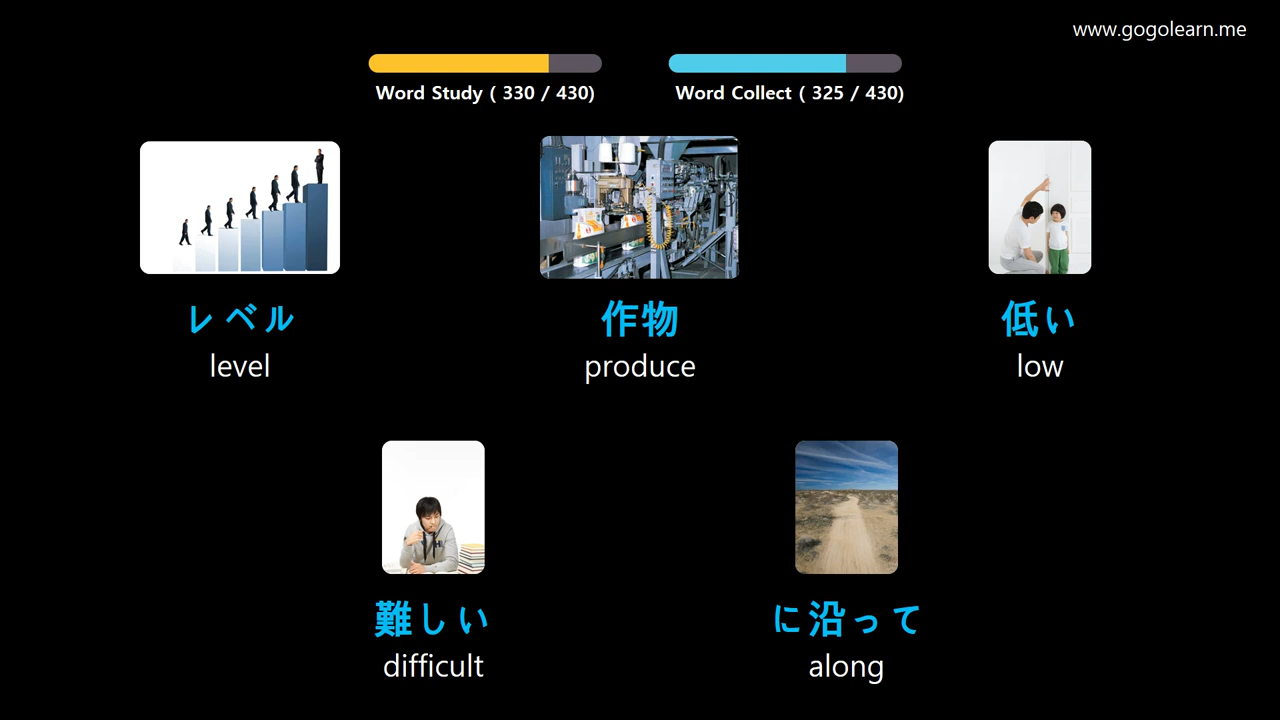 www.gogolearn.me
Word Study ( 330 / 430)
Word Collect ( 325 / 430)
レベル
level
作物
produce
低い
low
難しい
difficult
に沿って
along